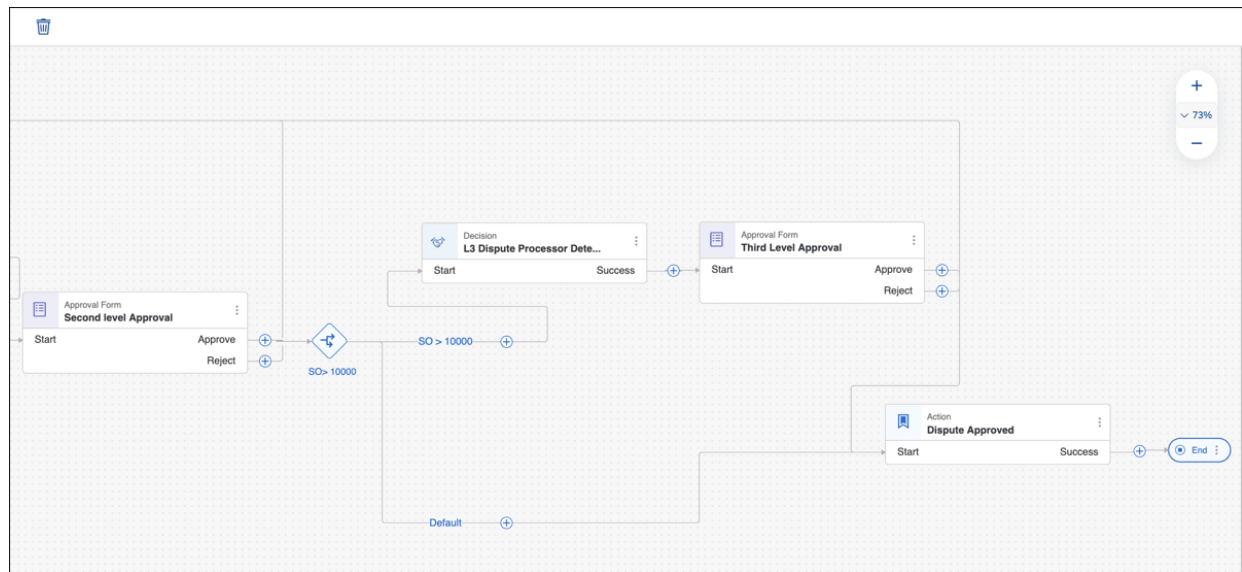 73%
Decision
L3 Dispute Processor Dete...
Start Success
Approval Form
Third Level Approval
Start Approve
Reject
Approval Form
Second level Approval
Start Approve
Reject
SO> 10000
SO > 10000
Action
Dispute Approved
Start Success
End
Default